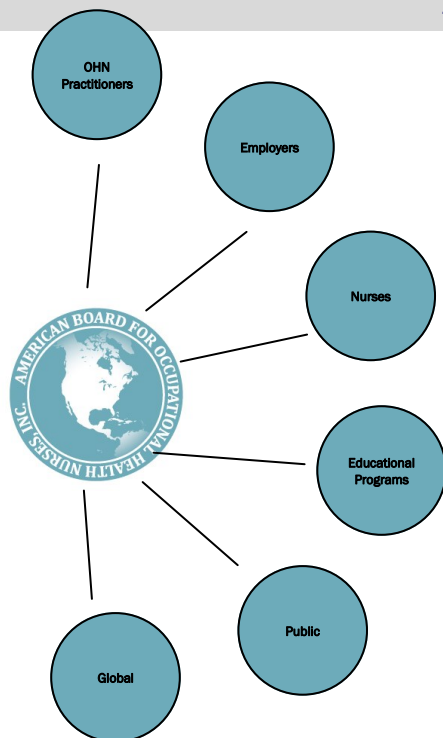 OHN
Practitioners
Employers
Nurses
AMERICAN BOARD FOR OCCUPATIONAL HEALTH NURSES, INC.
Educational
Programs
Public
Global